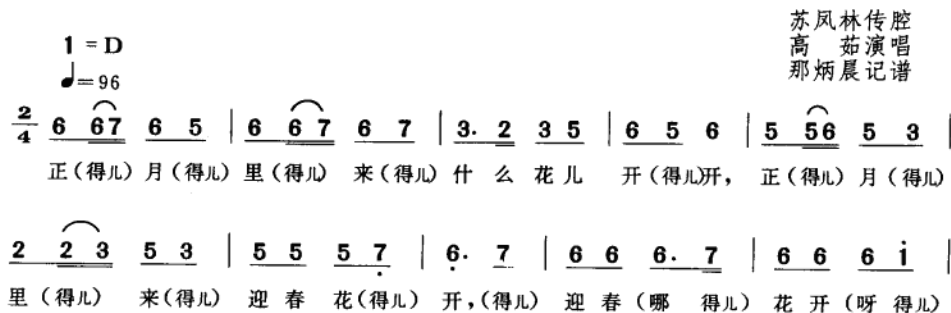 苏凤林传腔
1 = D
高 茹演唱
♩= 96
那炳晨记谱
2/4 6 67 6 5 | 6 6 7 6 7 | 3. 2 3 5 | 6 5 6 | 5 56 5 3 |
正(得儿)月(得儿)里(得儿) 来(得儿)什 么 花儿 开(得儿)开, 正(得儿)月(得儿)
2 2 3 5 3 | 5 5 5 7̣ | 6̣. 7 | 6 6 6. 7 | 6 6 6 i̇ |
里(得儿) 来(得儿) 迎春 花(得儿) 开,(得儿) 迎春(哪 得儿) 花开(呀得儿)